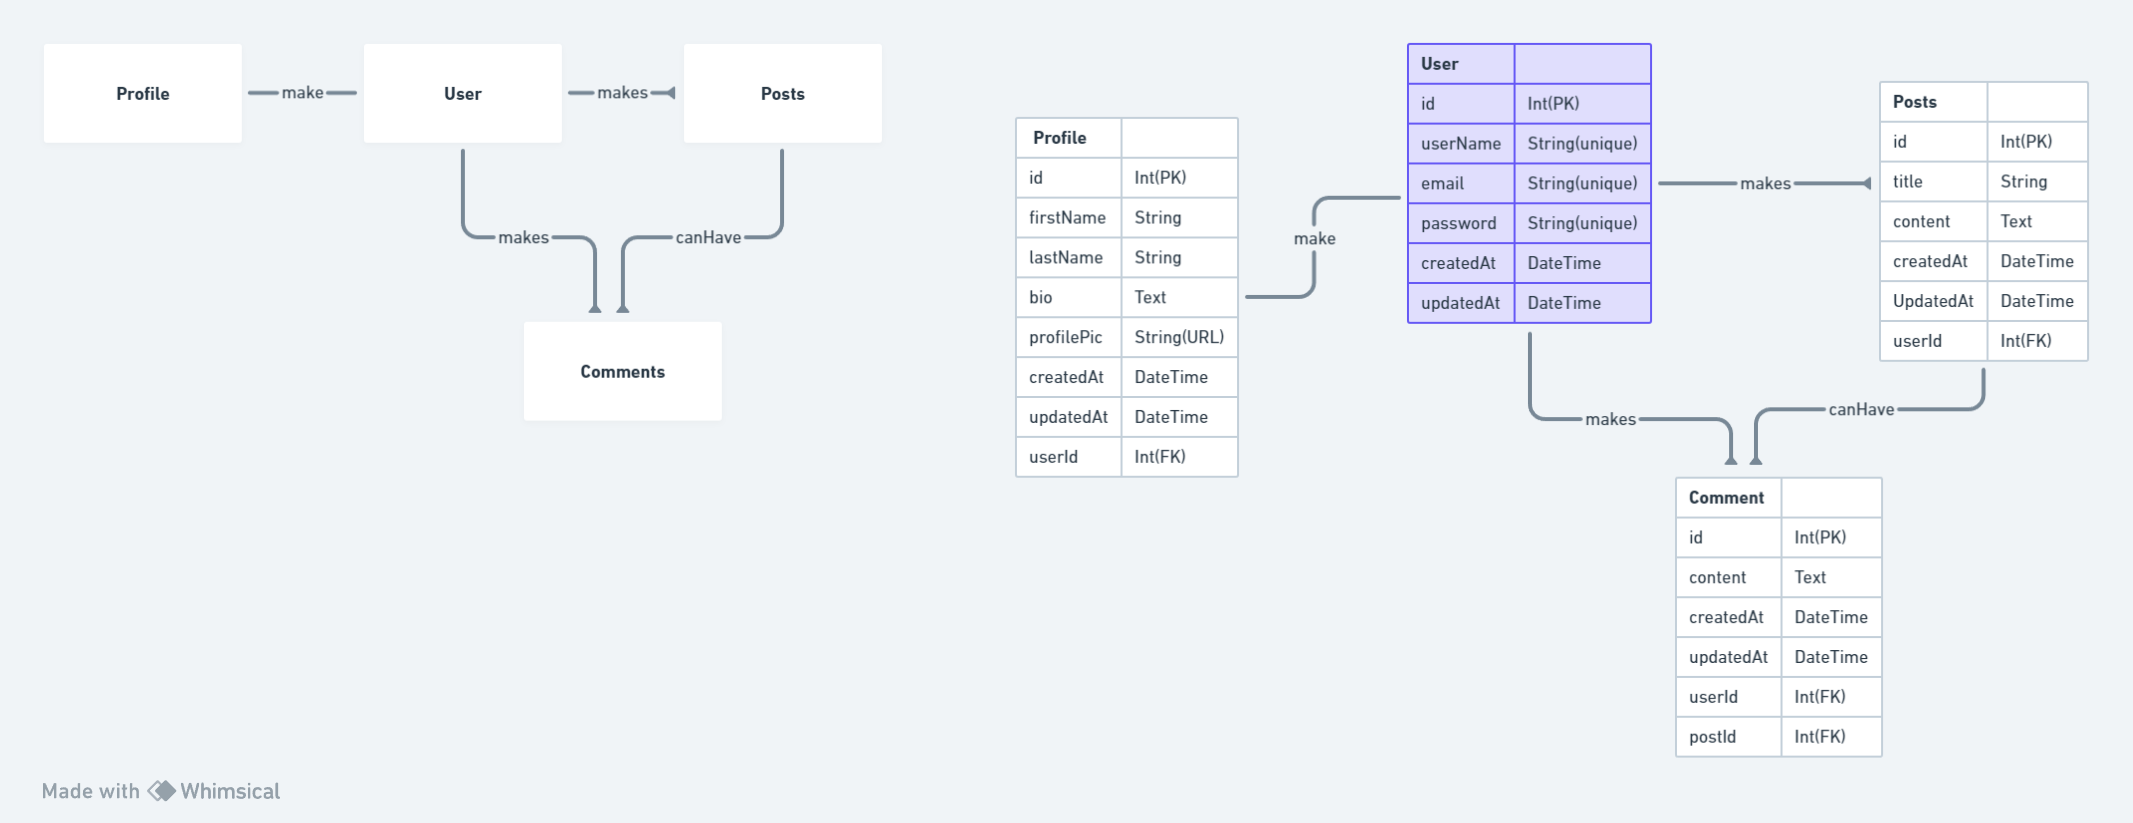 Profile
make
User
makes
Posts
makes
canHave
Comments
Profile
id Int(PK)
firstName String
lastName String
bio Text
profilePic String(URL)
createdAt DateTime
updatedAt DateTime
userId Int(FK)
make
User
id Int(PK)
userName String(unique)
email String(unique)
password String(unique)
createdAt DateTime
updatedAt DateTime
makes
Posts
id Int(PK)
title String
content Text
createdAt DateTime
UpdatedAt DateTime
userId Int(FK)
makes
canHave
Comment
id Int(PK)
content Text
createdAt DateTime
updatedAt DateTime
userId Int(FK)
postId Int(FK)
Made with Whimsical